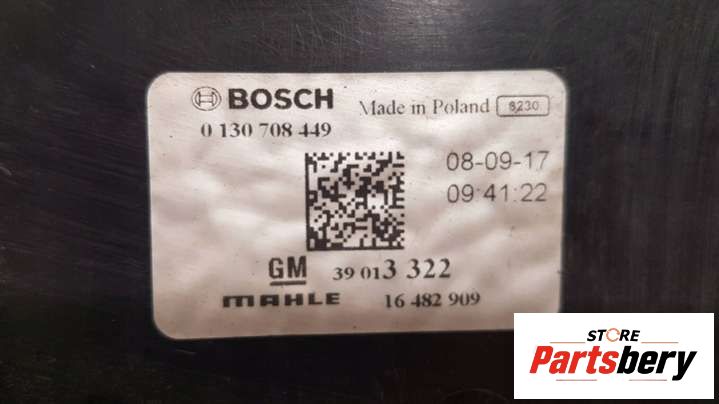 BOSCH Made in Poland 8230
0 130 708 449
08-09-17
09:41:22
GM 39 013 322
MAHLE 16 482 909
STORE
Partsbery